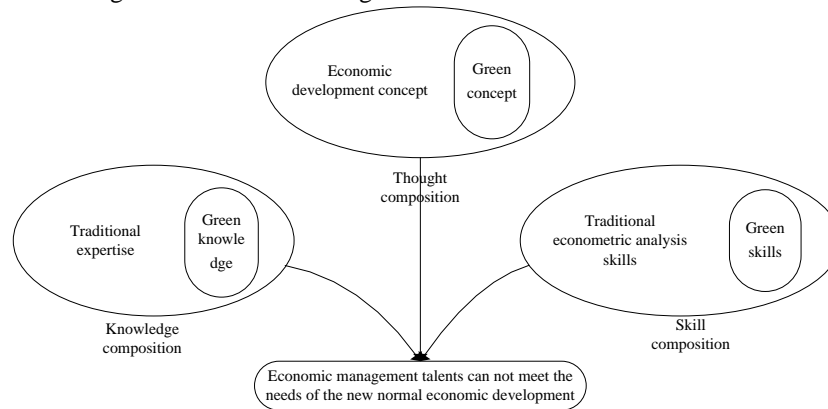 Economic
development concept
Green
concept
Thought
composition
Traditional
expertise
Green
knowle
dge
Knowledge
composition
Traditional
econometric analysis
skills
Green
skills
Skill
composition
Economic management talents can not meet the
needs of the new normal economic development